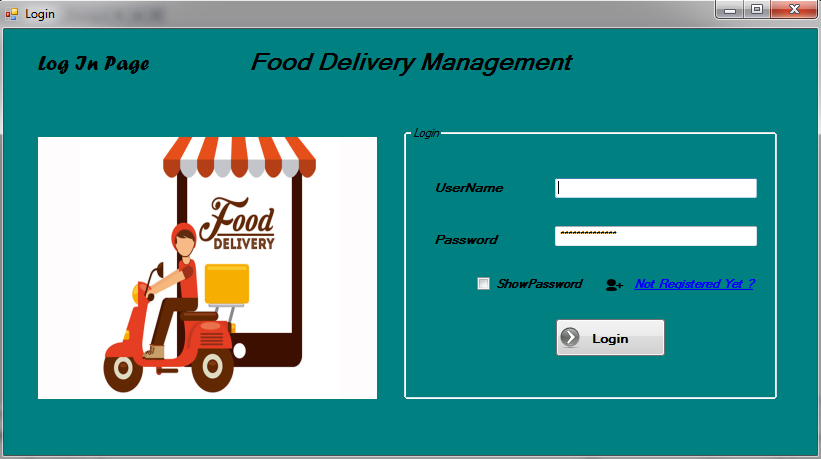 Login
Log In Page
Food Delivery Management
Food
DELIVERY
Login
UserName
Password
**************
ShowPassword
Not Registered Yet ?
Login